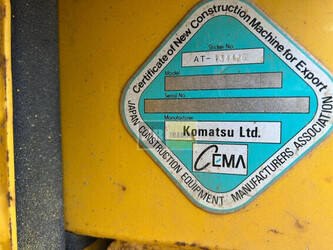 Certificate of New Construction Machine for Export
Sticker No.
AT-
Model
Serial No.
Manufacturer
Komatsu Ltd.
CEMA
JAPAN CONSTRUCTION EQUIPMENT MANUFACTURERS ASSOCIATION